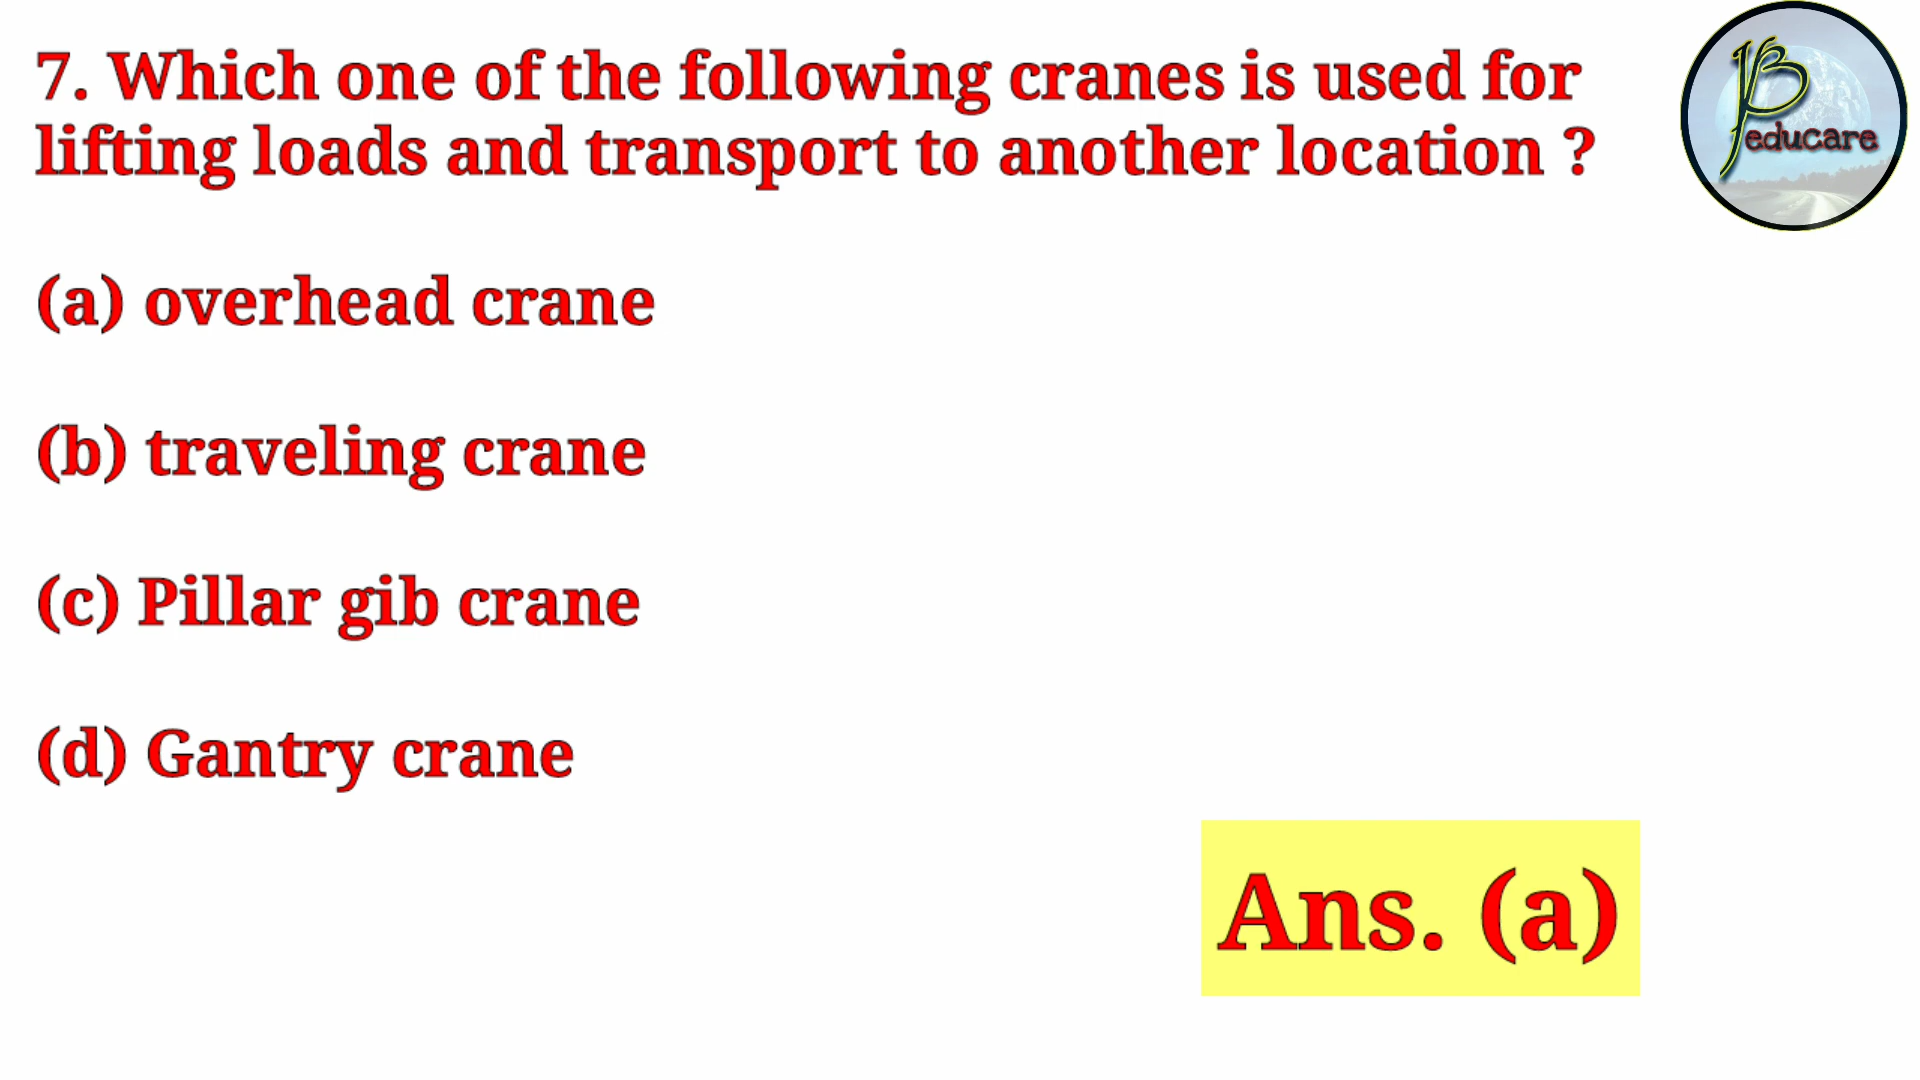 7. Which one of the following cranes is used for
lifting loads and transport to another location ?
(a) overhead crane
(b) traveling crane
(c) Pillar gib crane
(d) Gantry crane
Ans. (a)
educare